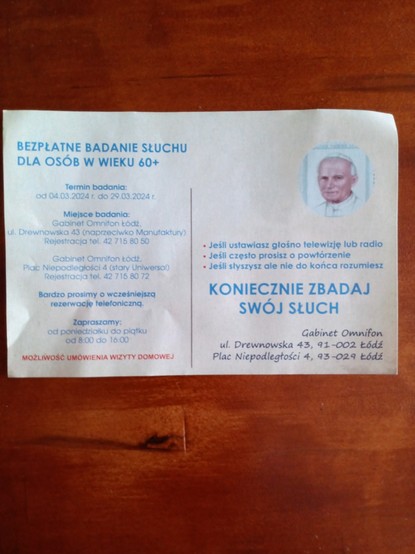 BEZPŁATNE BADANIE SŁUCHU
DLA OSÓB W WIEKU 60+
Termin badania:
od 04.03.2024 r. do 29.03.2024 r.
Miejsce badania:
Gabinet Omnifon Łódź,
ul. Drewnowska 43 (naprzeciwko Manufaktury)
Rejestracja tel. 42 715 80 50
Gabinet Omnifon Łódź,
Plac Niepodległości 4 (stary Uniwersal)
Rejestracja tel. 42 715 80 72
Bardzo prosimy o wcześniejszą
rezerwację telefoniczną.
Zapraszamy:
od poniedziałku do piątku
od 8:00 do 16:00
MOŻLIWOŚĆ UMÓWIENIA WIZYTY DOMOWEJ
• Jeśli ustawiasz głośno telewizję lub radio
• Jeśli często prosisz o powtórzenie
• Jeśli słyszysz ale nie do końca rozumiesz
KONIECZNIE ZBADAJ
SWÓJ SŁUCH
Gabinet Omnifon
ul. Drewnowska 43, 91-002 Łódź
Plac Niepodległości 4, 93-029 Łódź